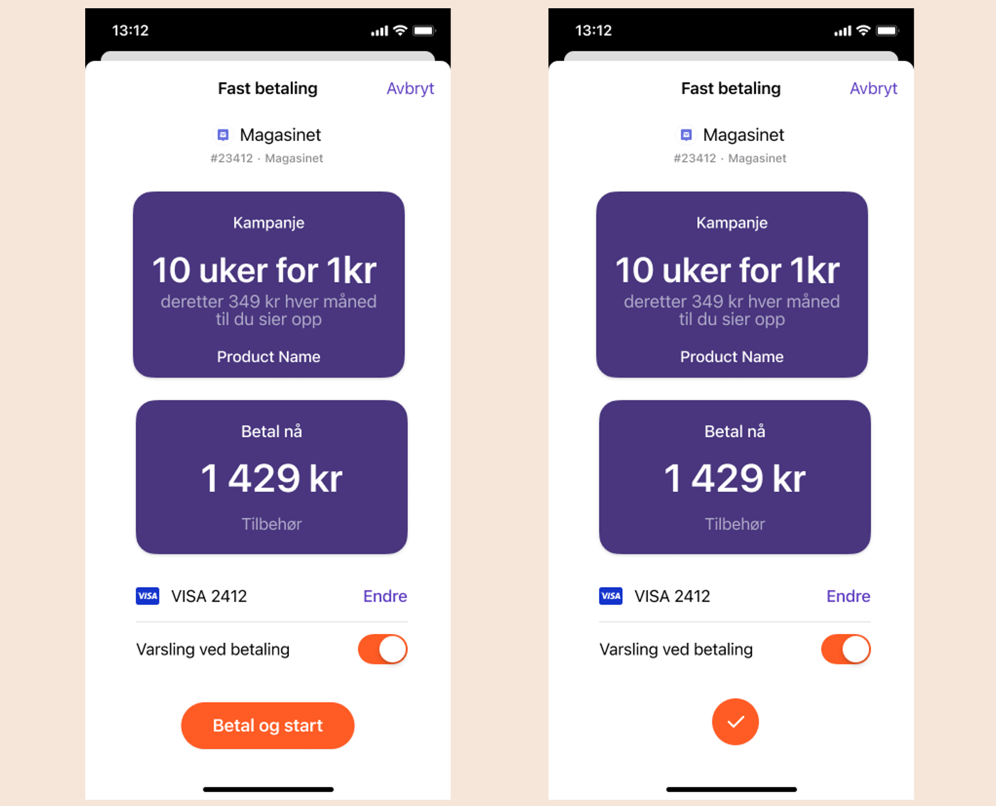 13:12
Fast betaling
Avbryt
Magasinet
#23412 · Magasinet
Kampanje
10 uker for 1kr
deretter 349 kr hver måned
til du sier opp
Product Name
Betal nå
1 429 kr
Tilbehør
VISA
VISA 2412
Endre
Varsling ved betaling
Betal og start
13:12
Fast betaling
Avbryt
Magasinet
#23412 · Magasinet
Kampanje
10 uker for 1kr
deretter 349 kr hver måned
til du sier opp
Product Name
Betal nå
1 429 kr
Tilbehør
VISA
VISA 2412
Endre
Varsling ved betaling